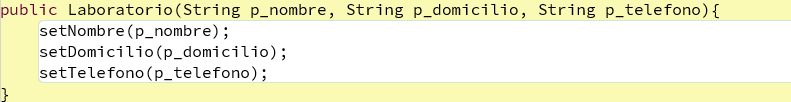 public Laboratorio(String p_nombre, String p_domicilio, String p_telefono){
setNombre(p_nombre);
setDomicilio(p_domicilio);
setTelefono(p_telefono);
}